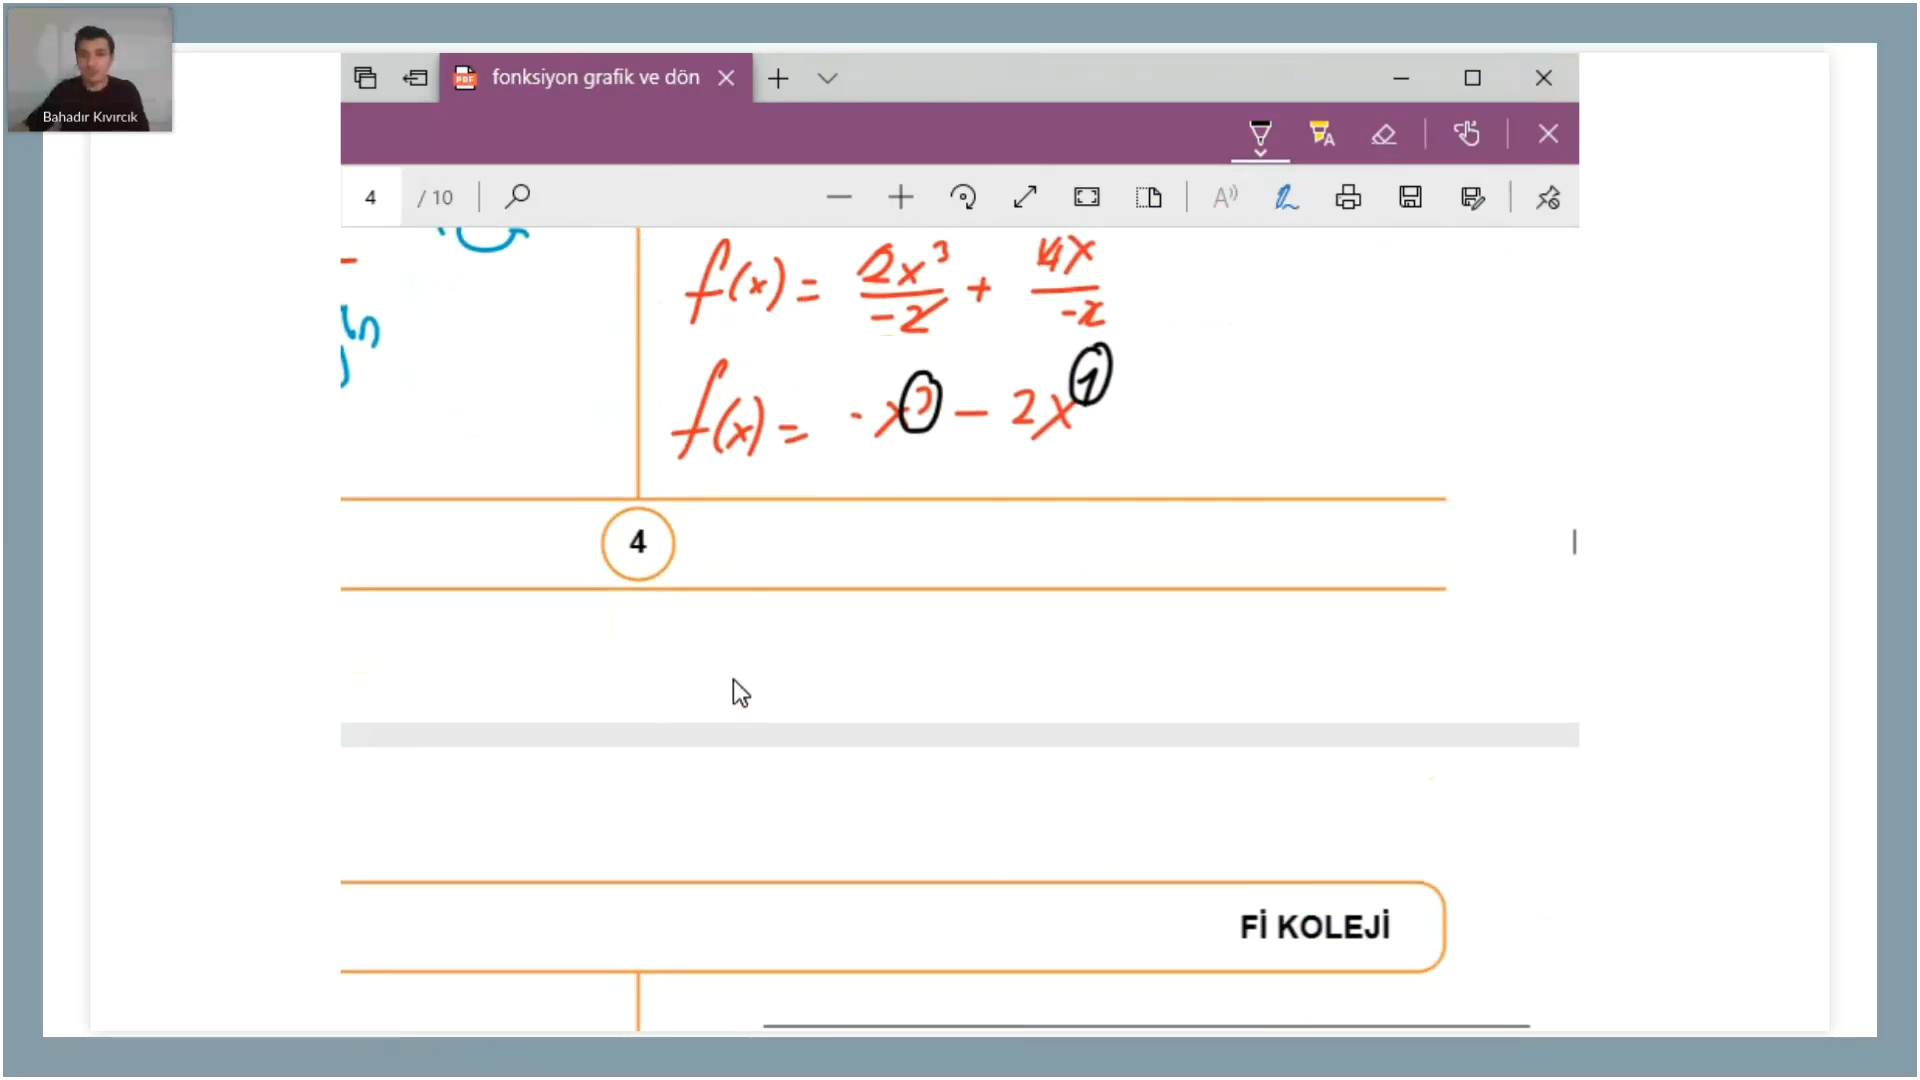 Bahadır Kıvırcık
fonksiyon grafik ve dön
4 / 10
f(x) = 2x³/-2 + 4x/-2
f(x) = -x³ - 2x¹
4
Fİ KOLEJİ